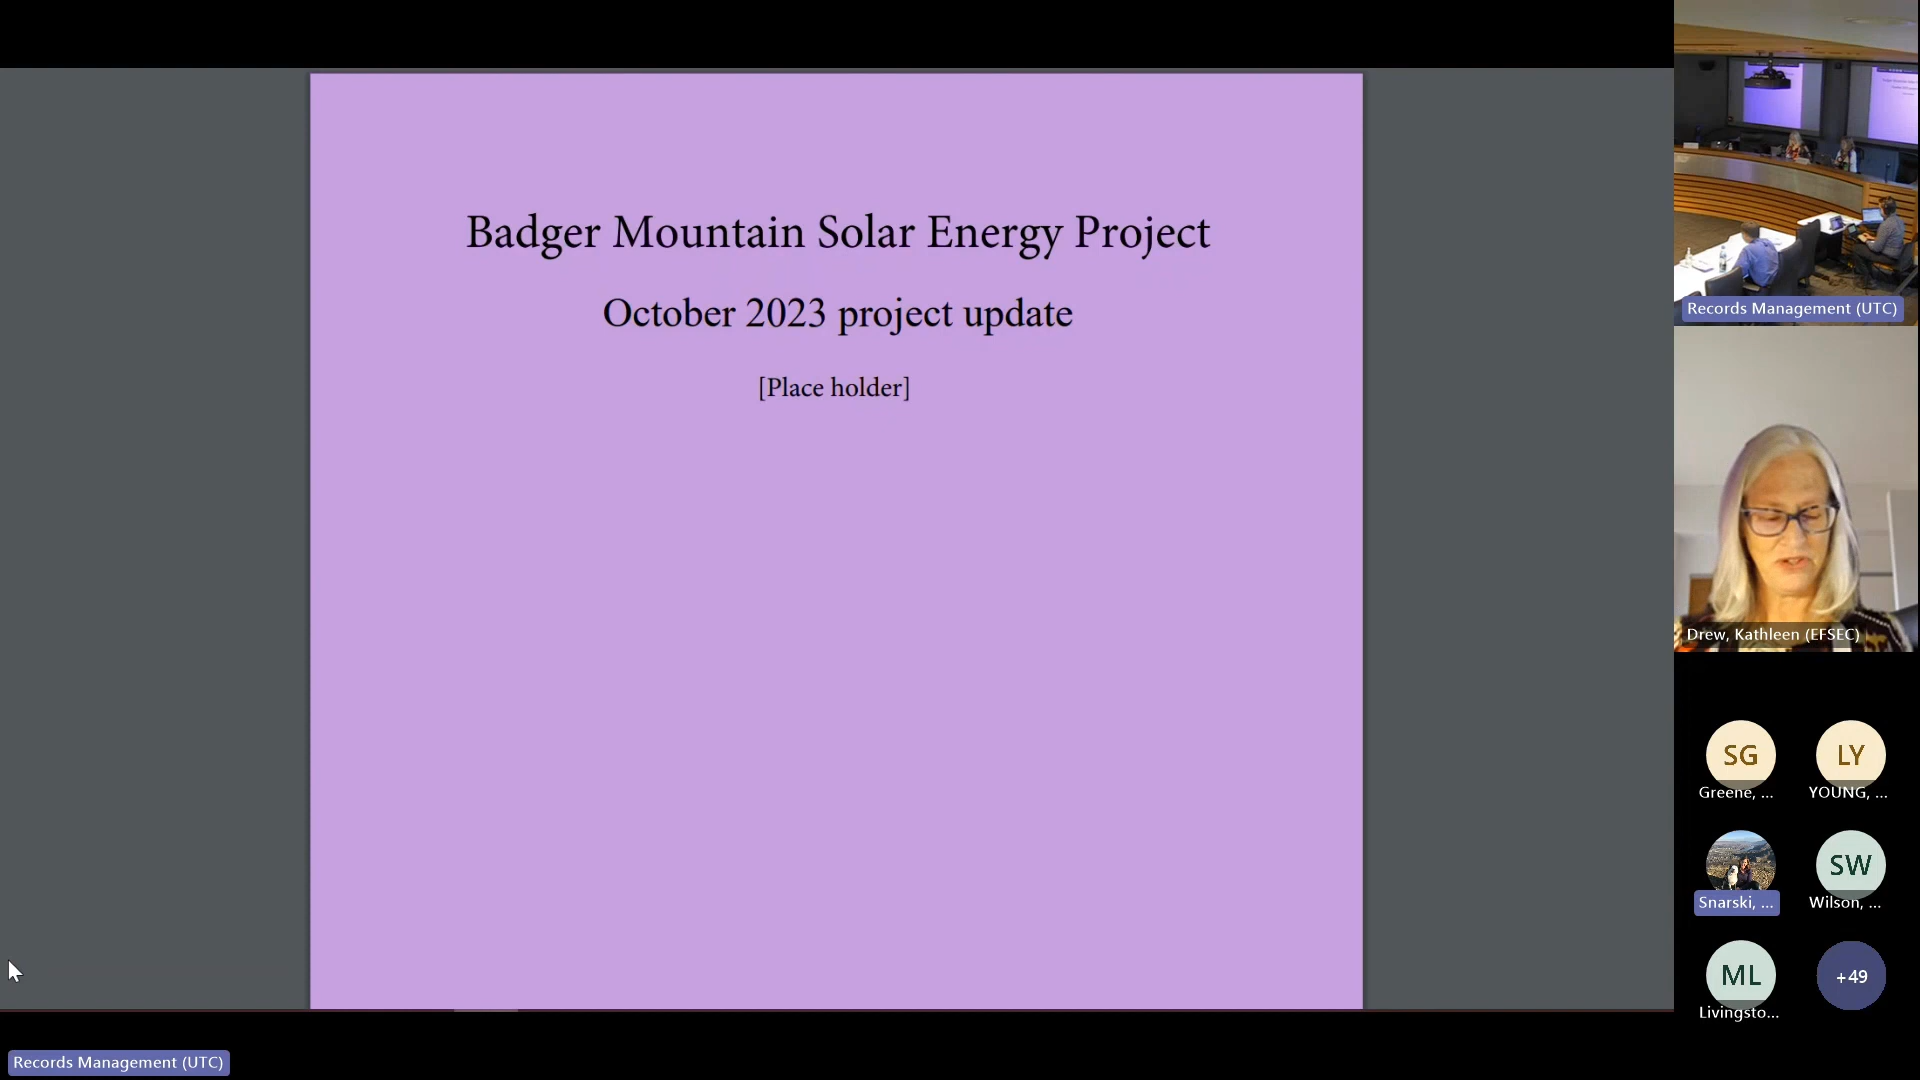 Badger Mountain Solar Energy Project
October 2023 project update
[Place holder]
Records Management (UTC)
Drew, Kathleen (EFSEC)
SG
Greene, ...
LY
YOUNG, ...
Snarski, ...
SW
Wilson, ...
ML
Livingsto...
+49
Records Management (UTC)